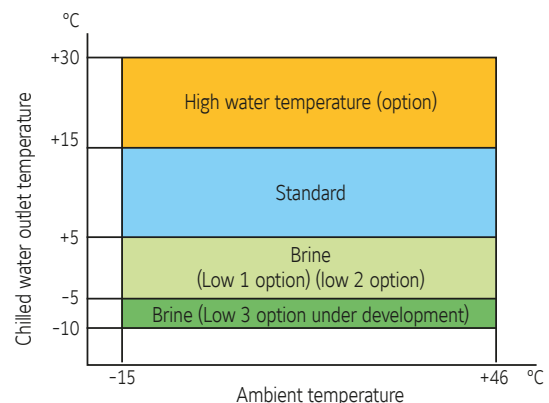 °C
+30
High water temperature (option)
+15
Standard
+5
Brine
(Low 1 option) (low 2 option)
−5
Brine (Low 3 option under development)
−10
Chilled water outlet temperature
−15
+46
°C
Ambient temperature